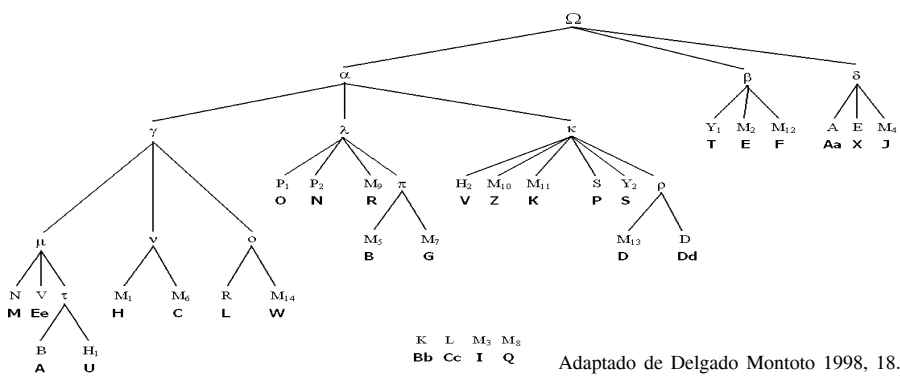 Ω
α β δ
γ λ κ Y₁ M₂ M₁₂ A E M₄
T E F Aa X J
P₁ P₂ M₉ π H₂ M₁₀ M₁₁ S Y₂ ρ
O N R V Z K P S
μ ν ο M₅ M₇ M₁₃ D
B G D Dd
N V τ M₁ M₆ R M₁₄
M Ee H C L W
B H₁ K L M₃ M₈
A U Bb Cc I Q
Adaptado de Delgado Montoto 1998, 18.